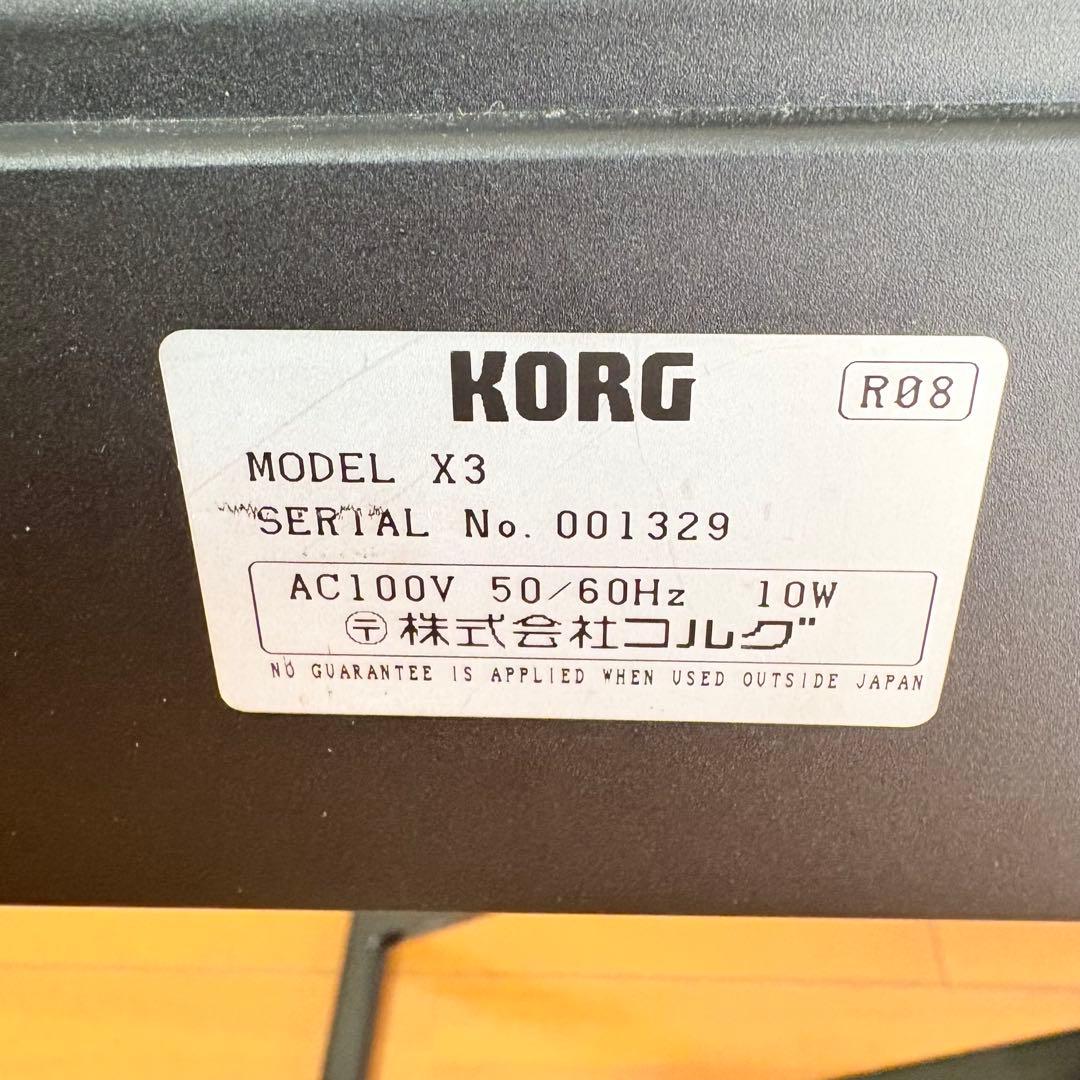 KORG
R08
MODEL X3
SERIAL No. 001329
AC100V 50/60Hz 10W
〶株式会社コルグ
NO GUARANTEE IS APPLIED WHEN USED OUTSIDE JAPAN